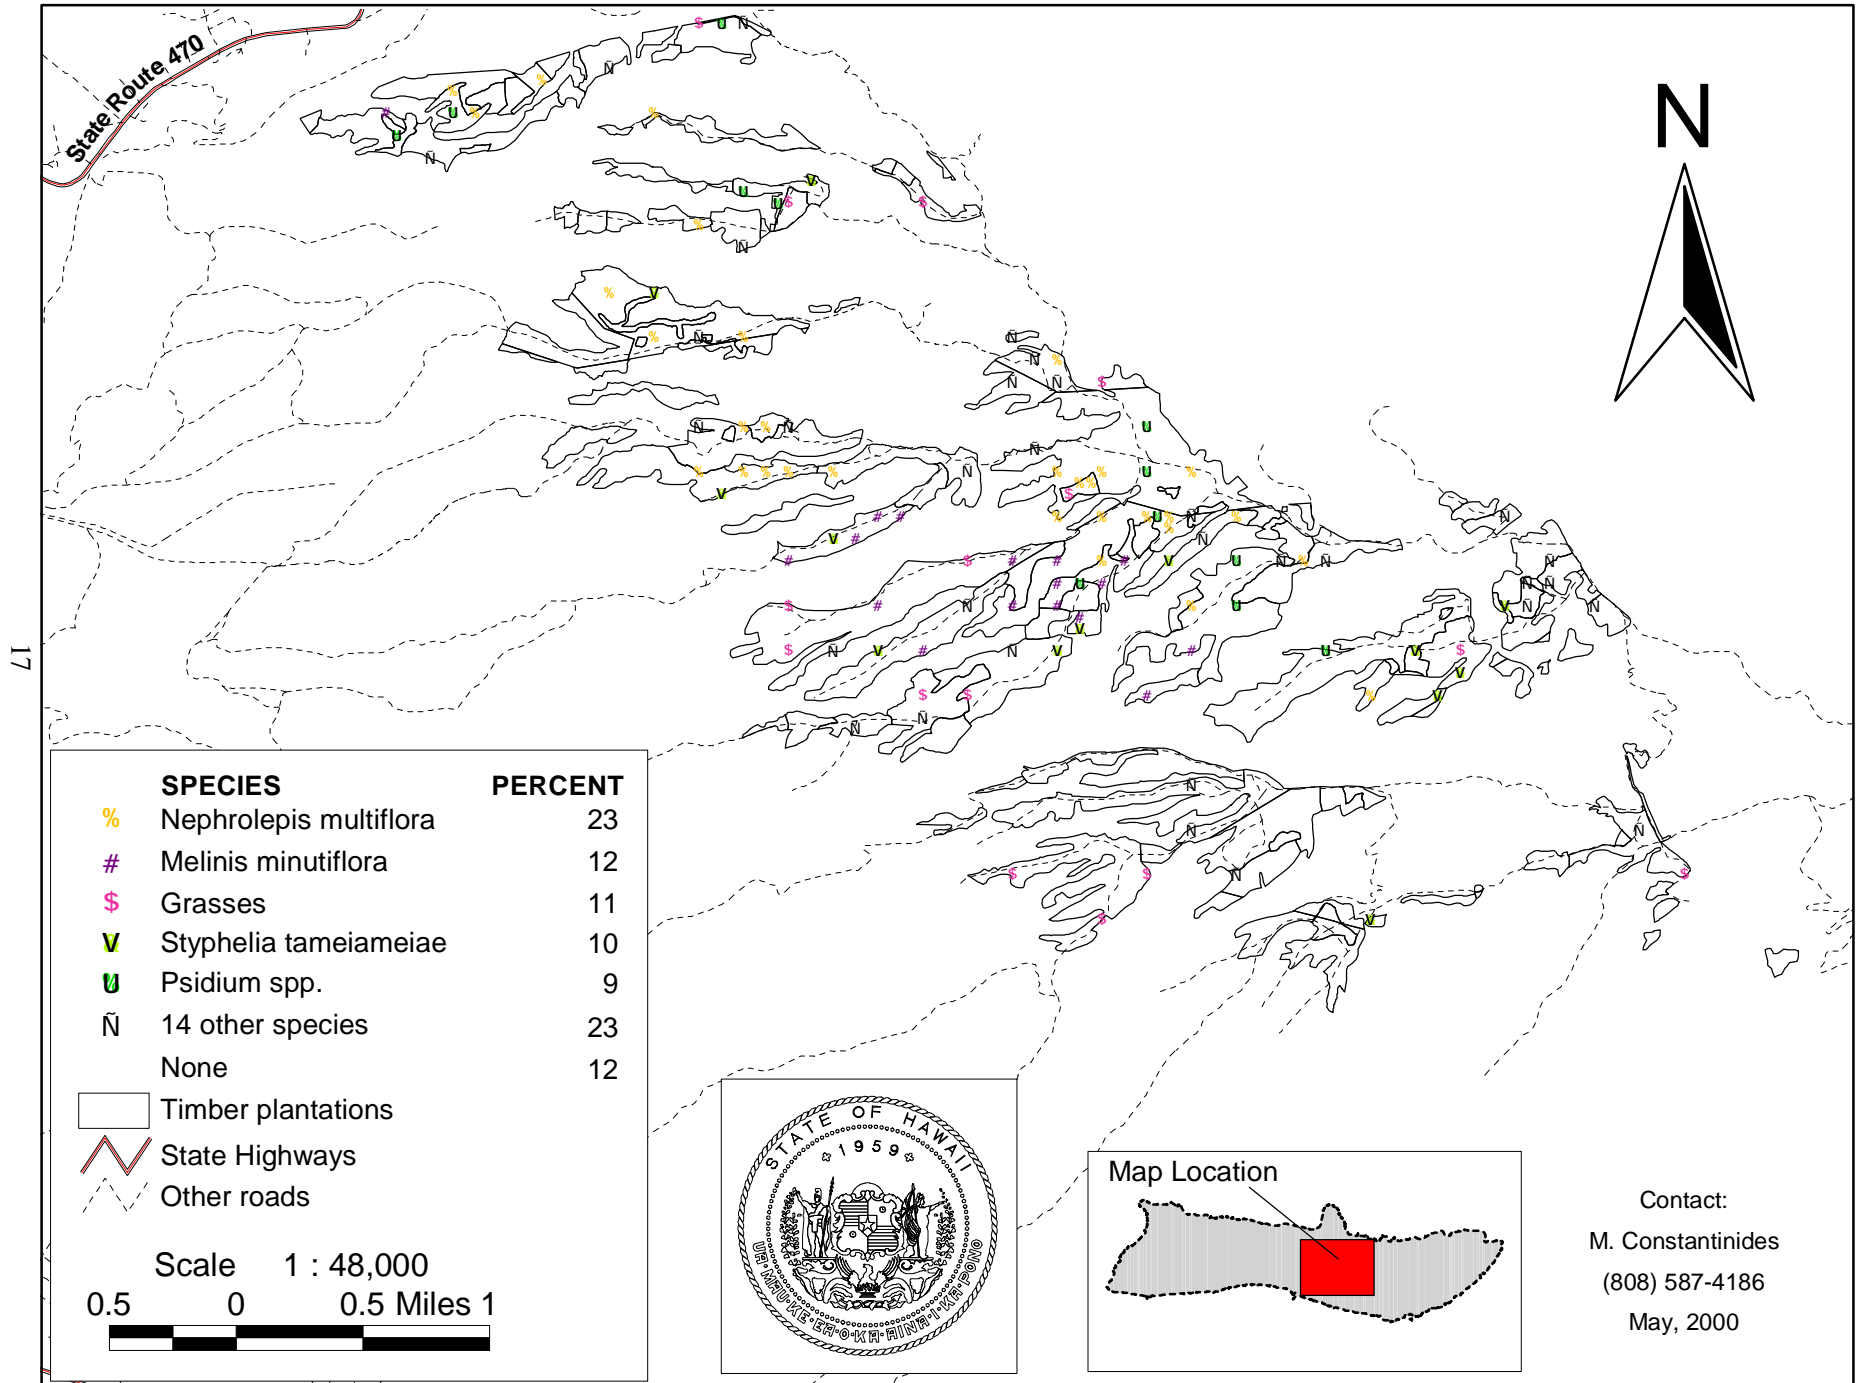 State Route 470
N
17
SPECIES PERCENT
% Nephrolepis multiflora 23
# Melinis minutiflora 12
$ Grasses 11
V Styphelia tameiameiae 10
U Psidium spp. 9
Ñ 14 other species 23
None 12
Timber plantations
State Highways
Other roads
Scale 1 : 48,000
0.5 0 0.5 Miles 1
STATE OF HAWAII
1959
UA·MAU·KE·EA·O·KA·AINA·I·KA·PONO
Map Location
Contact:
M. Constantinides
(808) 587-4186
May, 2000